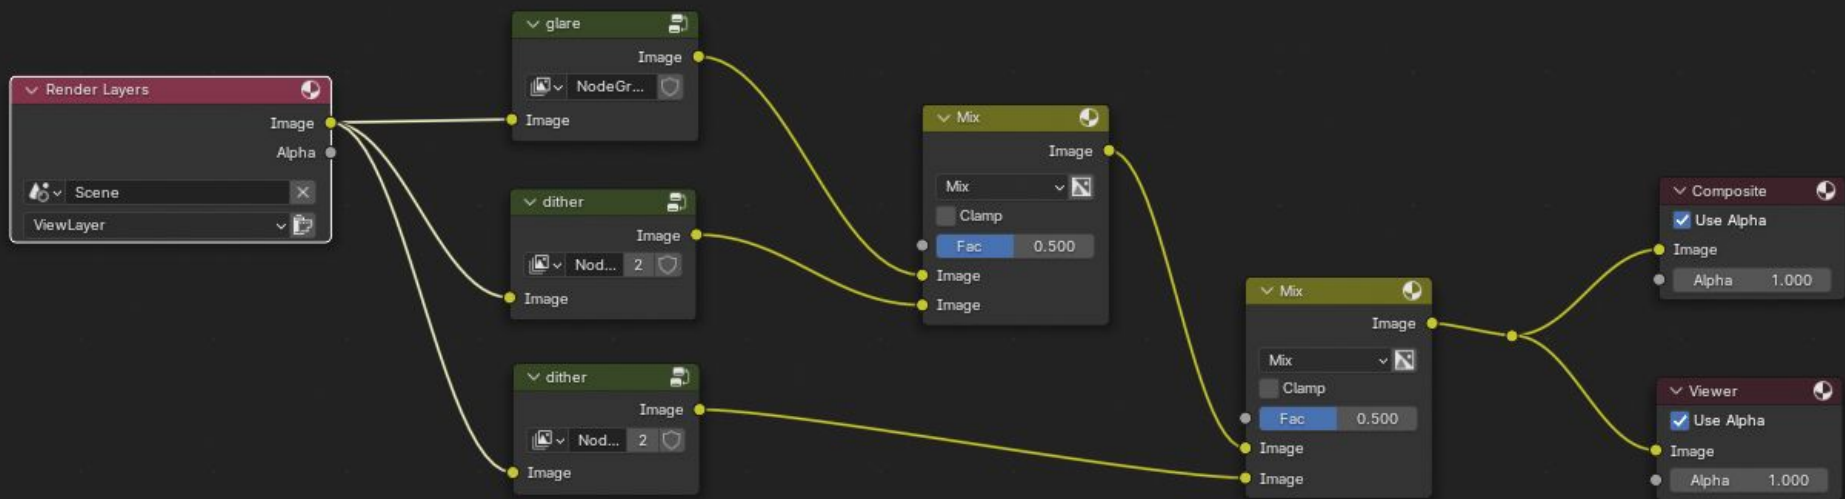 Render Layers
Image
Alpha
Scene
ViewLayer
glare
Image
NodeGr...
Image
dither
Image
Nod... 2
Image
dither
Image
Nod... 2
Image
Mix
Image
Mix
Clamp
Fac 0.500
Image
Image
Mix
Image
Mix
Clamp
Fac 0.500
Image
Image
Composite
Use Alpha
Image
Alpha 1.000
Viewer
Use Alpha
Image
Alpha 1.000